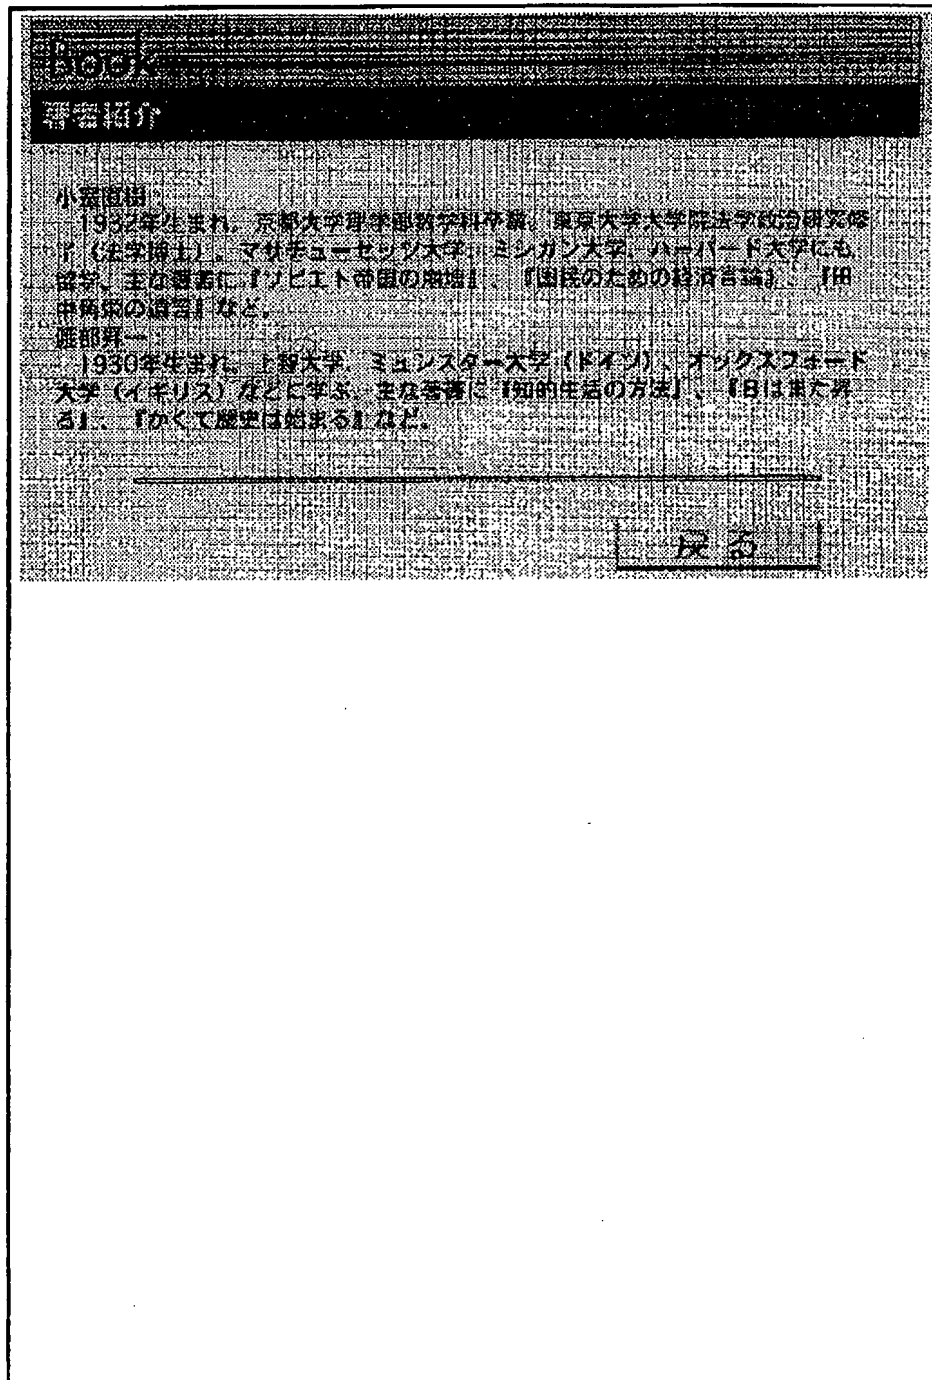 book
著者紹介
小室直樹：
1932年生まれ。京都大学理学部数学科卒業。東京大学大学院法学政治研究修
了（法学博士）。マサチューセッツ大学、ミシガン大学、ハーバード大学にも
留学。主な著書に『ソビエト帝国の崩壊』、『国民のための経済言論』、『田
中角栄の遺言』など。
渡部昇一：
1930年生まれ。上智大学、ミュンスター大学（ドイツ）、オックスフォード
大学（イギリス）などに学ぶ。主な著書に『知的生活の方法』、『日はまた昇
る』、『かくて歴史は始まる』など。
戻る